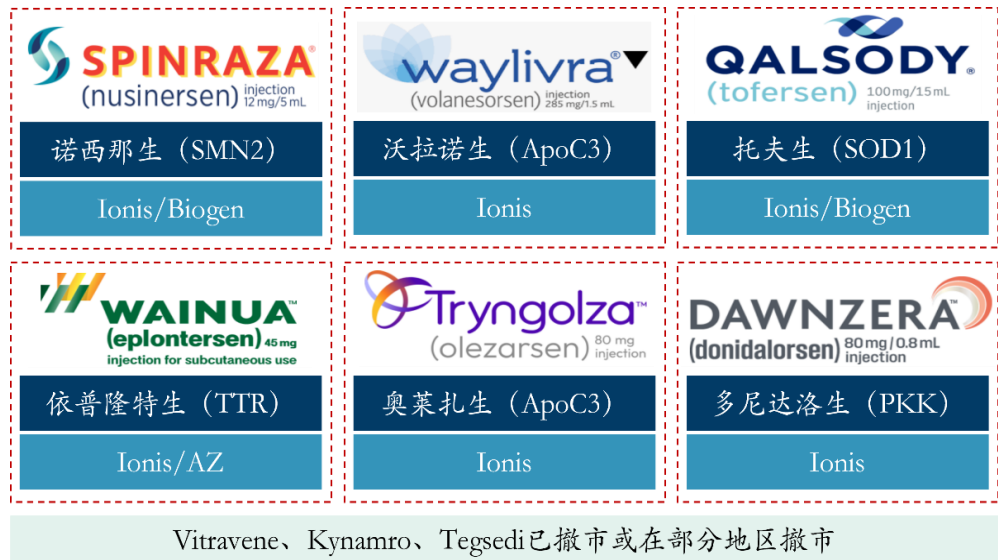 SPINRAZA®
(nusinersen) injection 12 mg/5 mL
诺西那生（SMN2）
Ionis/Biogen
waylivra®▼
(volanesorsen) injection 285 mg/1.5 mL
沃拉诺生（ApoC3）
Ionis
QALSODY®
(tofersen) 100 mg/15 mL injection
托夫生（SOD1）
Ionis/Biogen
WAINUA™
(eplontersen) 45 mg
injection for subcutaneous use
依普隆特生（TTR）
Ionis/AZ
Tryngolza™
(olezarsen) 80 mg injection
奥莱扎生（ApoC3）
Ionis
DAWNZERA™
(donidalorsen) 80 mg/0.8 mL injection
多尼达洛生（PKK）
Ionis
Vitravene、Kynamro、Tegsedi已撤市或在部分地区撤市